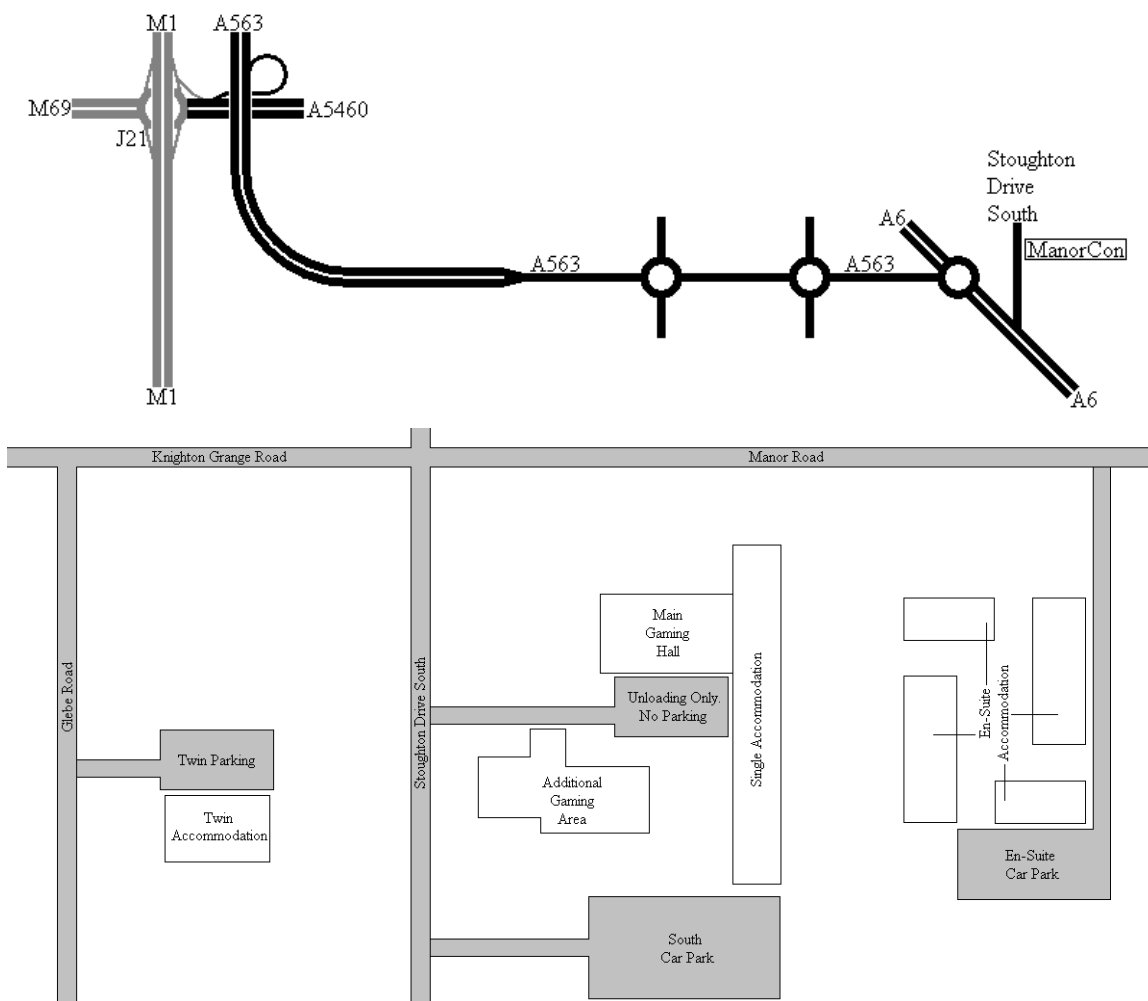 M1
A563
M69
A5460
J21
Stoughton
Drive
South
A6
ManorCon
A563
A563
M1
A6
Knighton Grange Road
Manor Road
Glebe Road
Stoughton Drive South
Main
Gaming
Hall
Single Accommodation
En-Suite
Accommodation
Unloading Only.
No Parking
Twin Parking
Additional
Gaming
Area
Twin
Accommodation
En-Suite
Car Park
South
Car Park